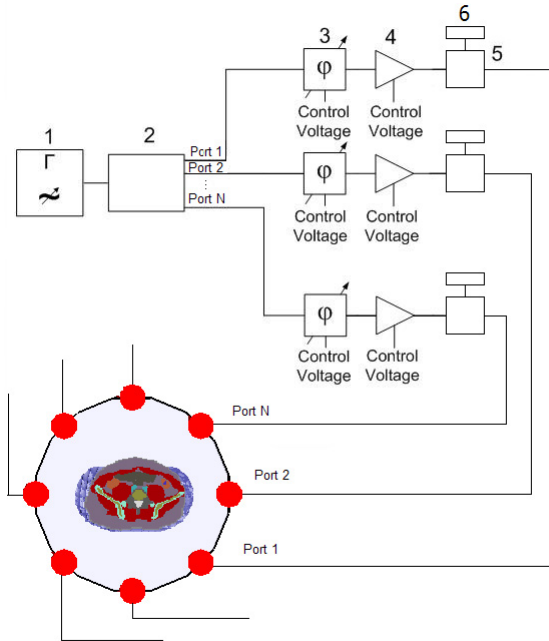 6
3
4
5
φ
Control
Voltage
1
2
Port 1
Port 2
Port N
Γ
φ
Control
Voltage
Control
Voltage
Control
Voltage
φ
Control
Voltage
Control
Voltage
Port N
Port 2
Port 1